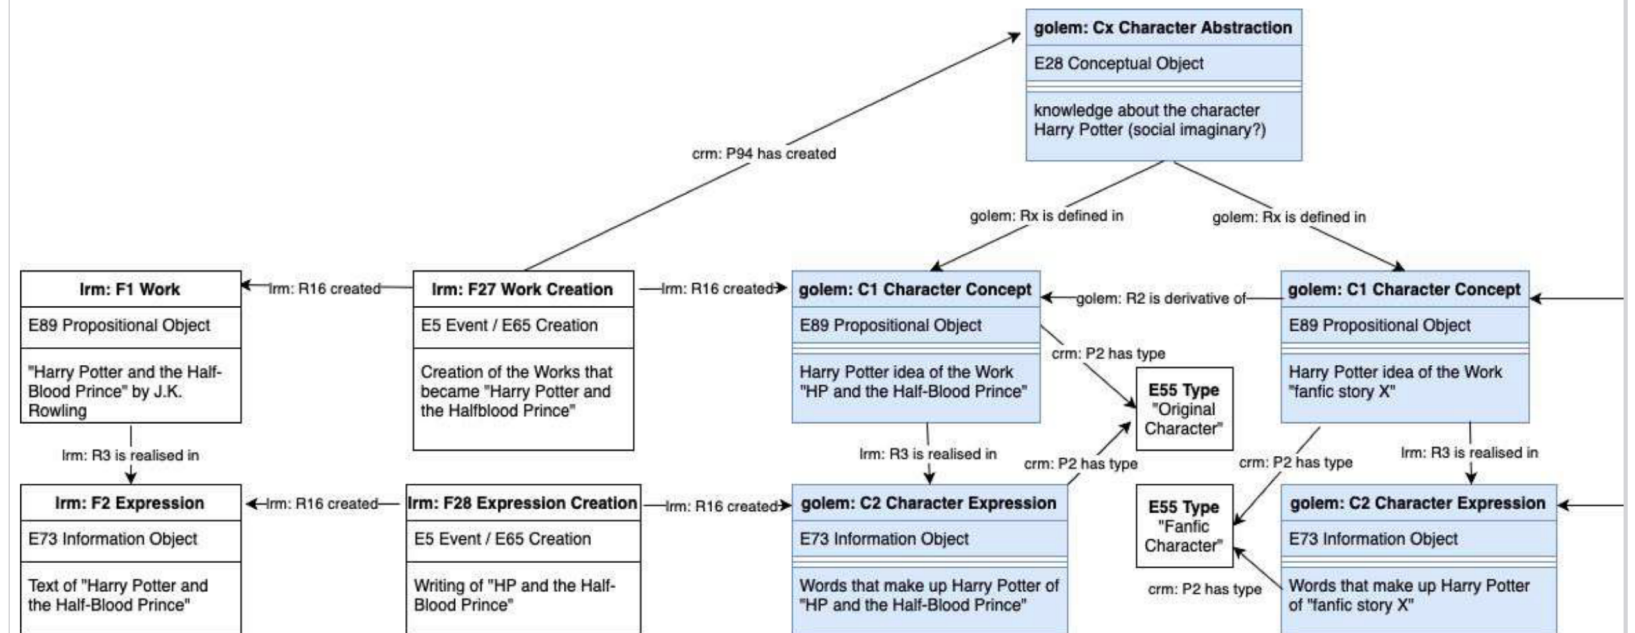 golem: Cx Character Abstraction
E28 Conceptual Object
knowledge about the character
Harry Potter (social imaginary?)
crm: P94 has created
golem: Rx is defined in
golem: Rx is defined in
lrm: F1 Work
E89 Propositional Object
"Harry Potter and the Half-
Blood Prince" by J.K.
Rowling
lrm: R16 created
lrm: F27 Work Creation
E5 Event / E65 Creation
Creation of the Works that
became "Harry Potter and
the Halfblood Prince"
lrm: R16 created
golem: C1 Character Concept
E89 Propositional Object
Harry Potter idea of the Work
"HP and the Half-Blood Prince"
golem: R2 is derivative of
golem: C1 Character Concept
E89 Propositional Object
Harry Potter idea of the Work
"fanfic story X"
crm: P2 has type
E55 Type
"Original
Character"
lrm: R3 is realised in
lrm: R3 is realised in
crm: P2 has type
crm: P2 has type
lrm: R3 is realised in
lrm: F2 Expression
E73 Information Object
Text of "Harry Potter and
the Half-Blood Prince"
lrm: R16 created
lrm: F28 Expression Creation
E5 Event / E65 Creation
Writing of "HP and the Half-
Blood Prince"
lrm: R16 created
golem: C2 Character Expression
E73 Information Object
Words that make up Harry Potter of
"HP and the Half-Blood Prince"
E55 Type
"Fanfic
Character"
crm: P2 has type
golem: C2 Character Expression
E73 Information Object
Words that make up Harry Potter
of "fanfic story X"